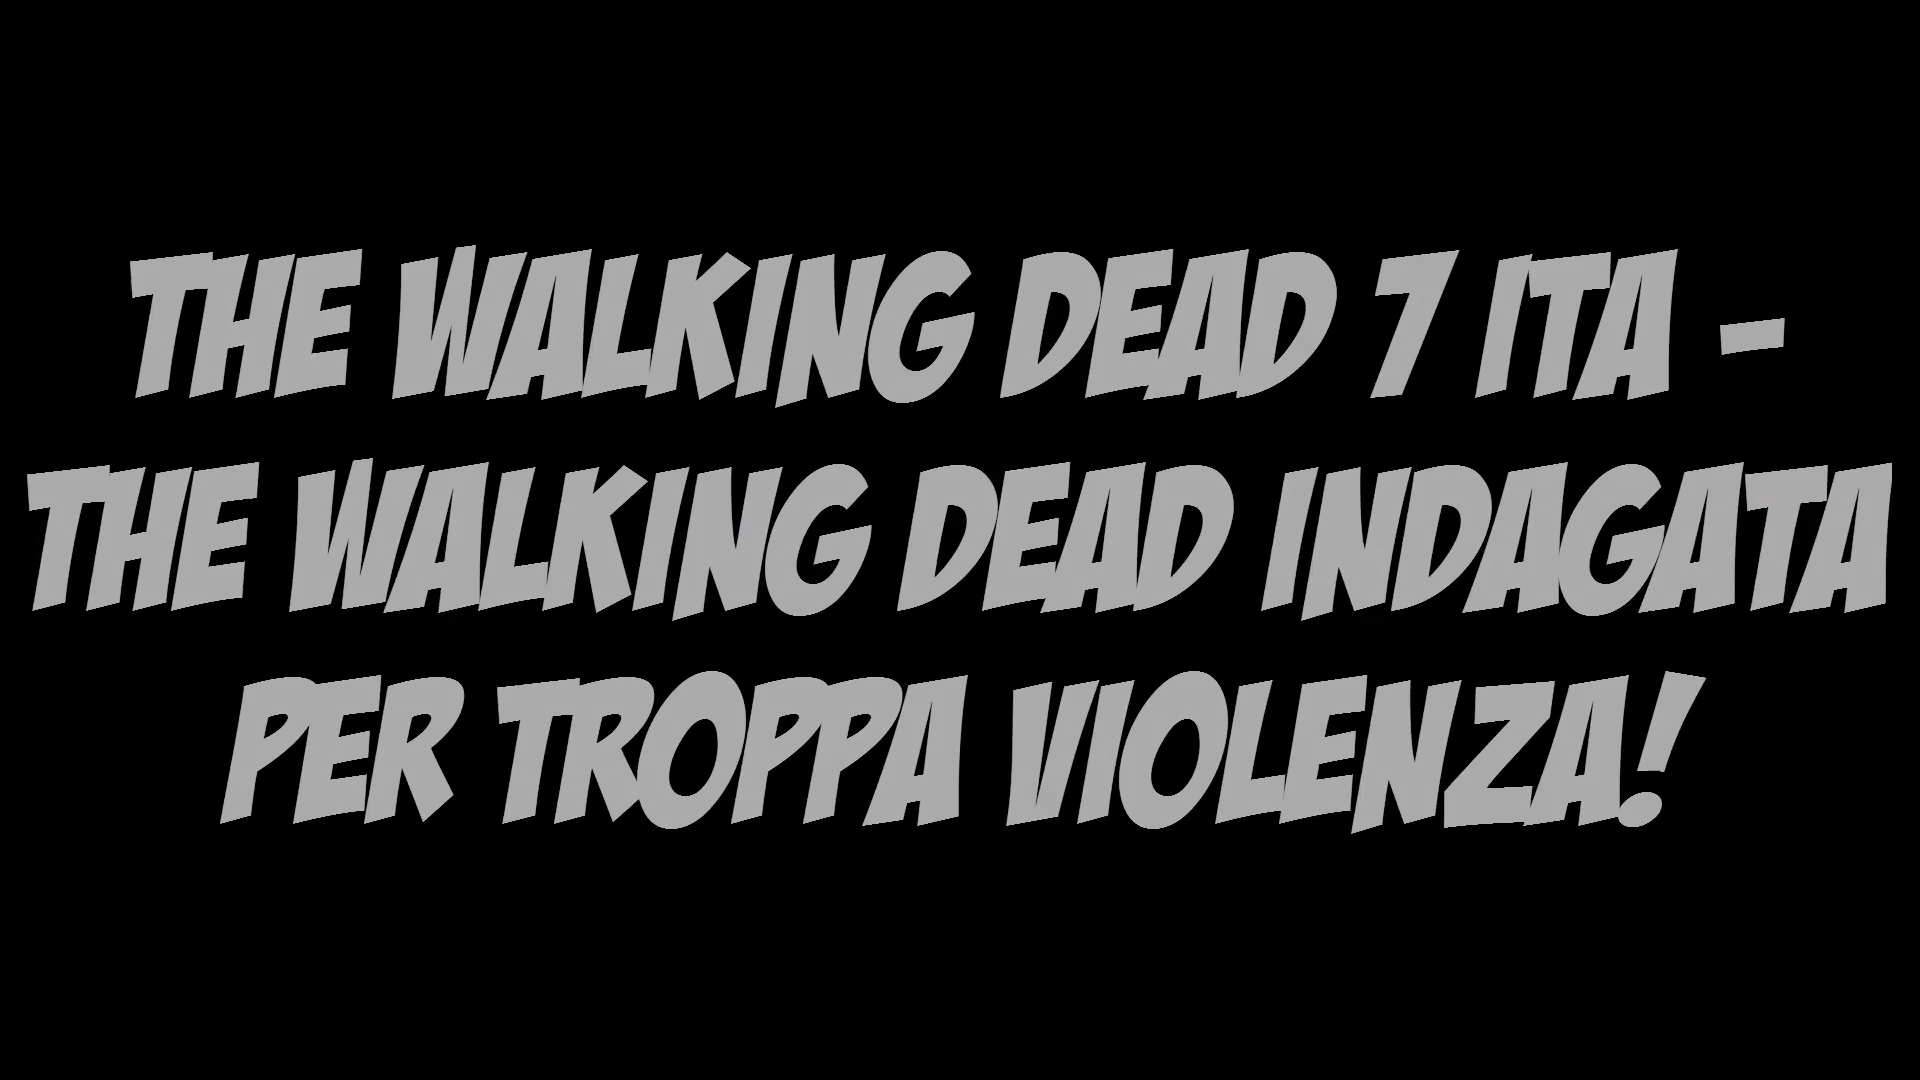 THE WALKING DEAD 7 ITA -
THE WALKING DEAD INDAGATA
PER TROPPA VIOLENZA!